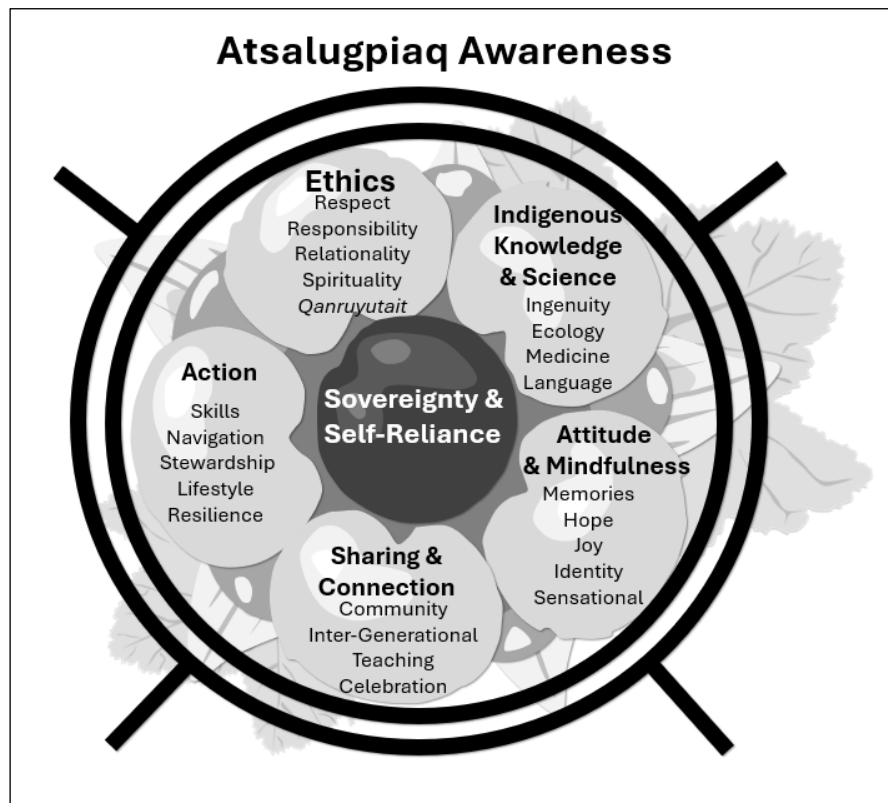 Atsalugpiaq Awareness
Ethics
Respect
Responsibility
Relationality
Spirituality
Qanruyutait
Indigenous
Knowledge
& Science
Ingenuity
Ecology
Medicine
Language
Action
Skills
Navigation
Stewardship
Lifestyle
Resilience
Sovereignty &
Self-Reliance
Attitude
& Mindfulness
Memories
Hope
Joy
Identity
Sensational
Sharing &
Connection
Community
Inter-Generational
Teaching
Celebration